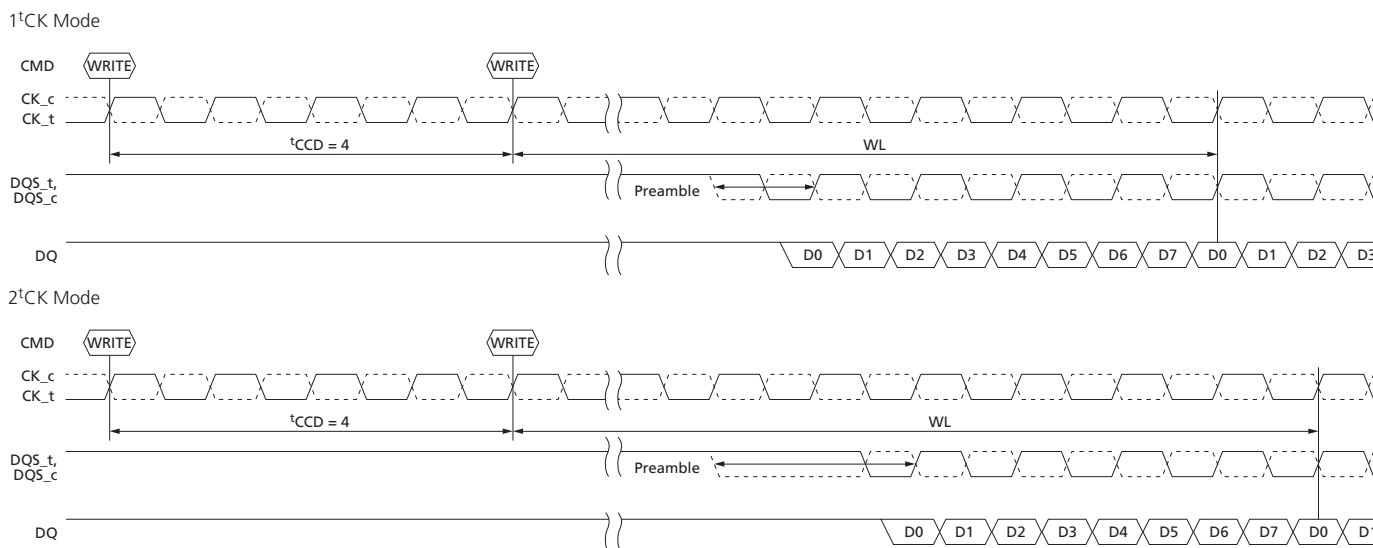 1tCK Mode
CMD WRITE WRITE
CK_c
CK_t
tCCD = 4 WL
DQS_t,
DQS_c
Preamble
DQ D0 D1 D2 D3 D4 D5 D6 D7 D0 D1 D2 D3
2tCK Mode
CMD WRITE WRITE
CK_c
CK_t
tCCD = 4 WL
DQS_t,
DQS_c
Preamble
DQ D0 D1 D2 D3 D4 D5 D6 D7 D0 D1